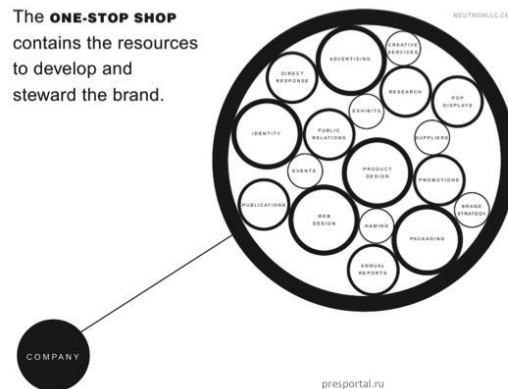 The ONE-STOP SHOP
contains the resources
to develop and
steward the brand.
ADVERTISING
CREATIVE
SERVICES
DIRECT
RESPONSE
RESEARCH
POP
DISPLAYS
EXHIBITS
IDENTITY
PUBLIC
RELATIONS
SUPPLIERS
EVENTS
PRODUCT
DESIGN
PROMOTIONS
PUBLICATIONS
WEB
DESIGN
NAMING
BRAND
STRATEGY
PACKAGING
ANNUAL
REPORTS
COMPANY
presportal.ru